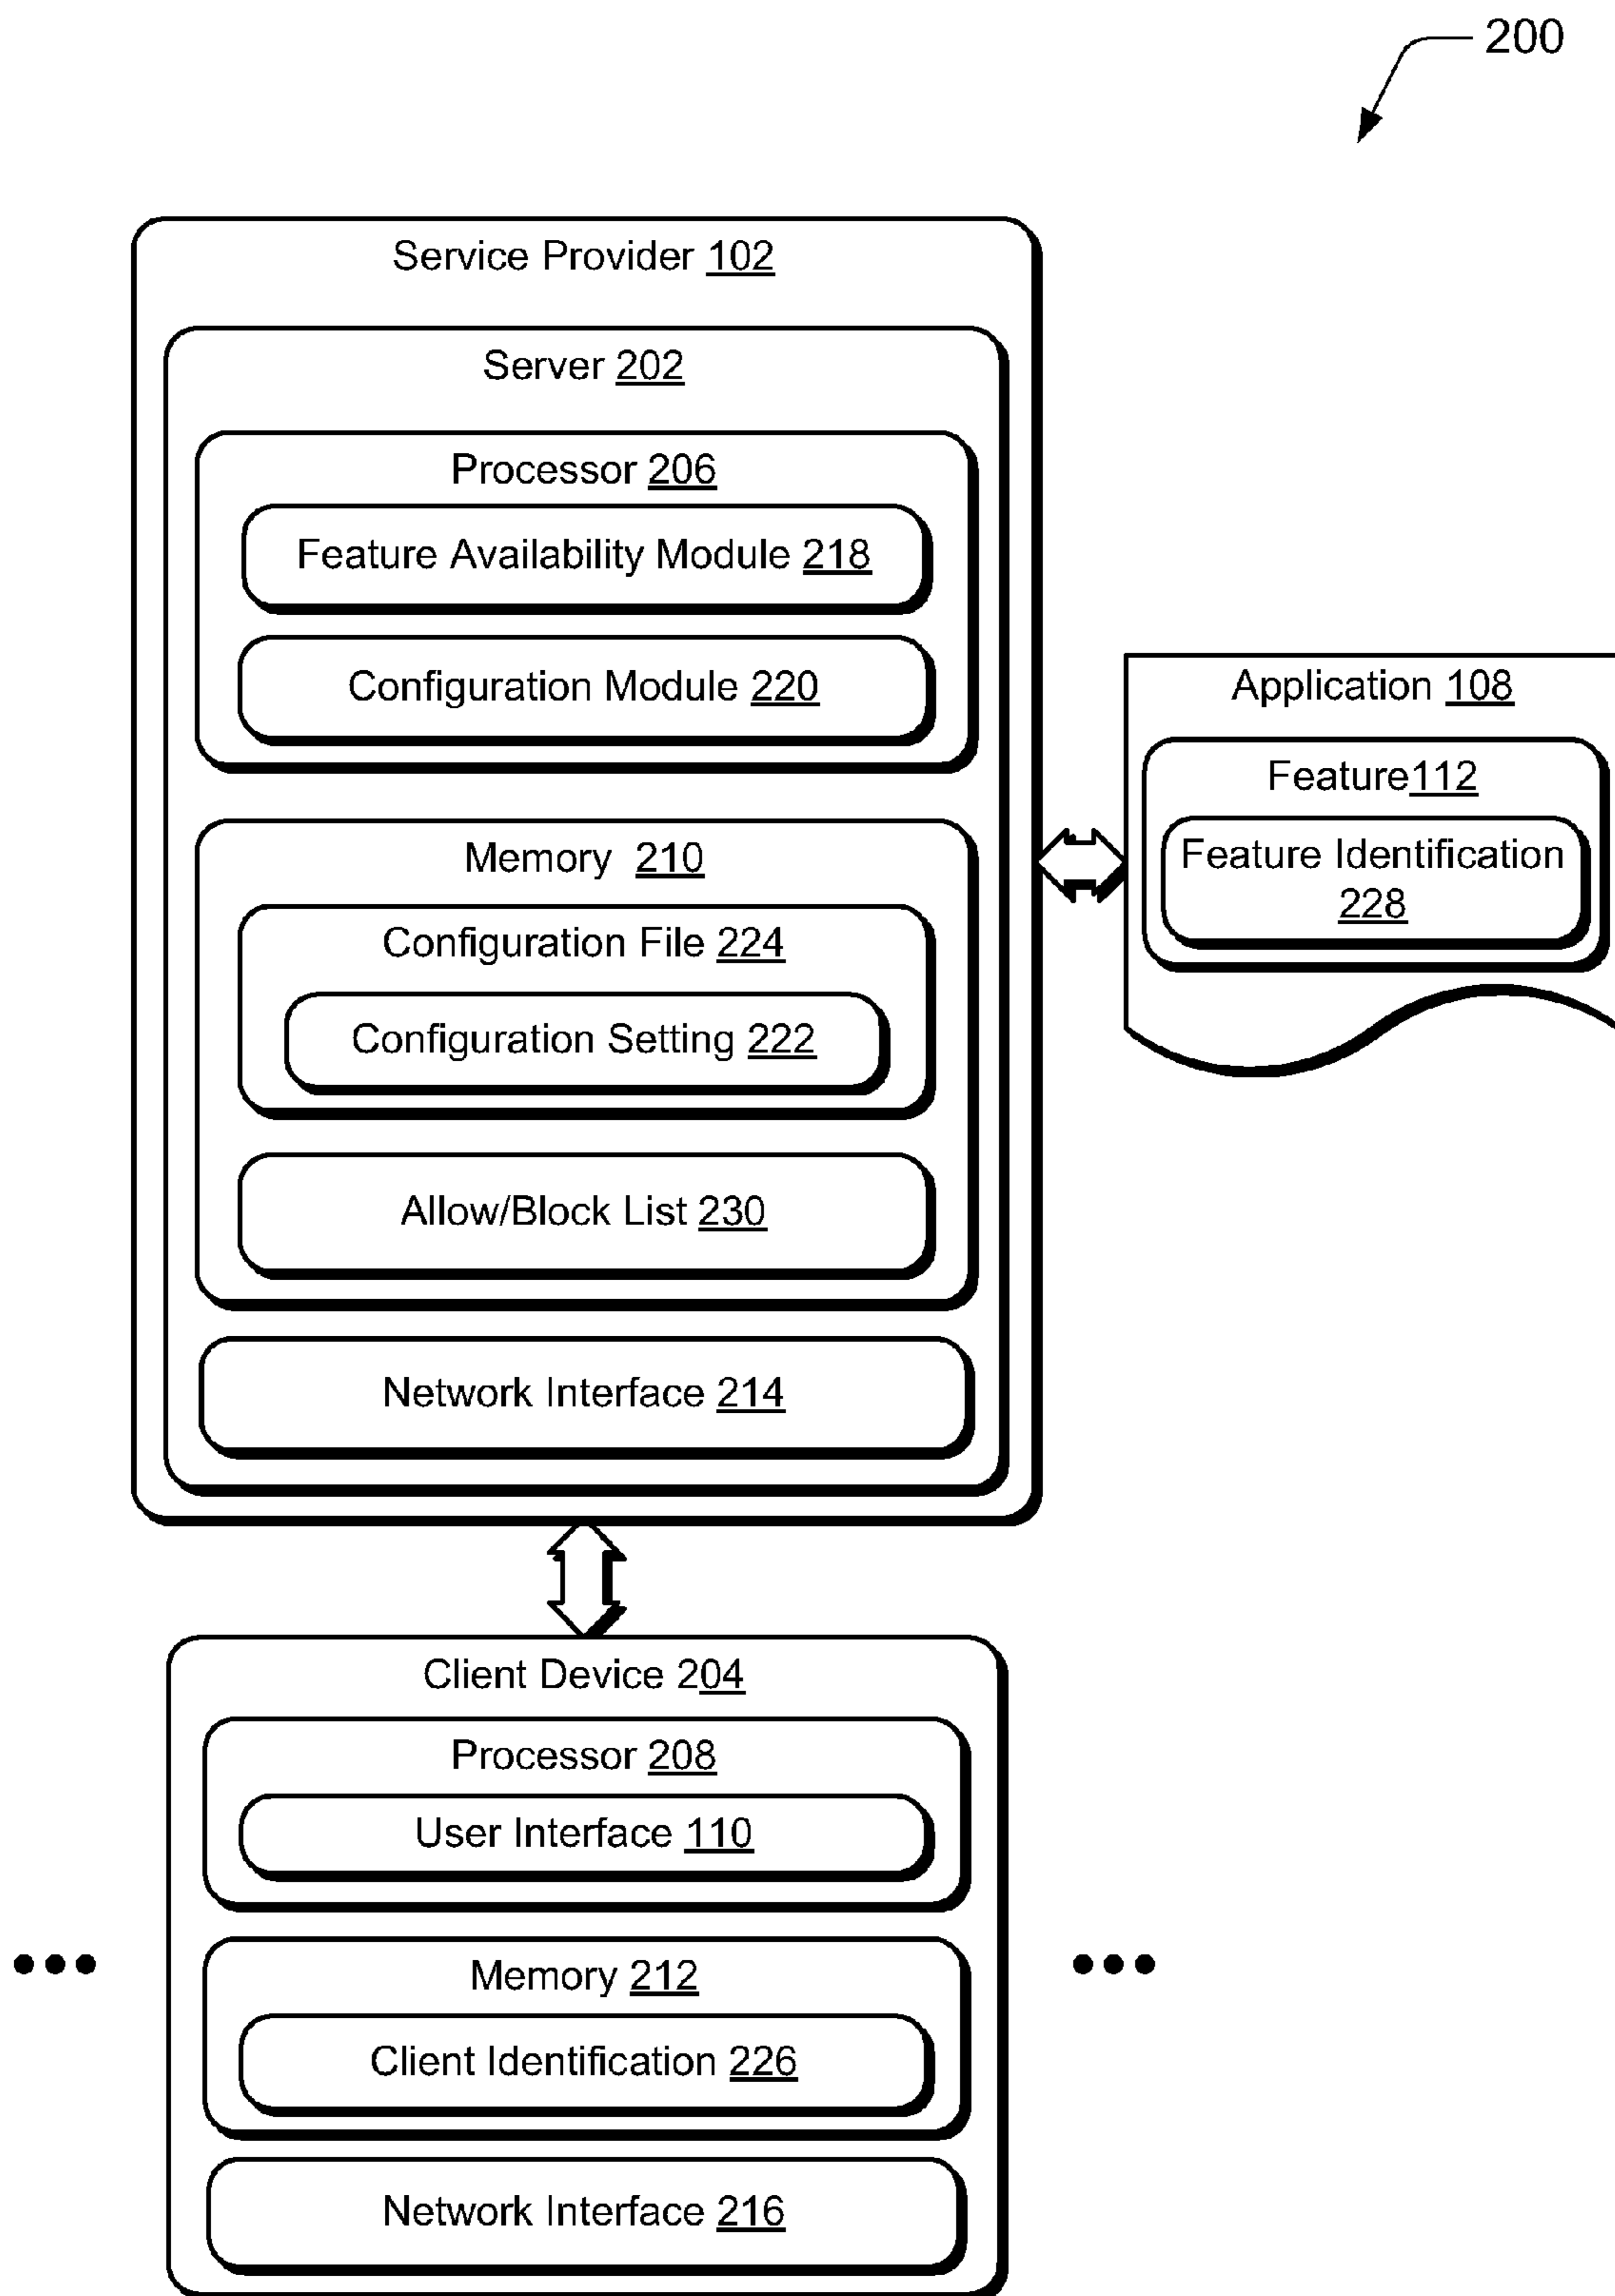 200
Service Provider 102
Server 202
Processor 206
Feature Availability Module 218
Configuration Module 220
Memory 210
Configuration File 224
Configuration Setting 222
Allow/Block List 230
Network Interface 214
Application 108
Feature112
Feature Identification
228
Client Device 204
Processor 208
User Interface 110
Memory 212
Client Identification 226
Network Interface 216